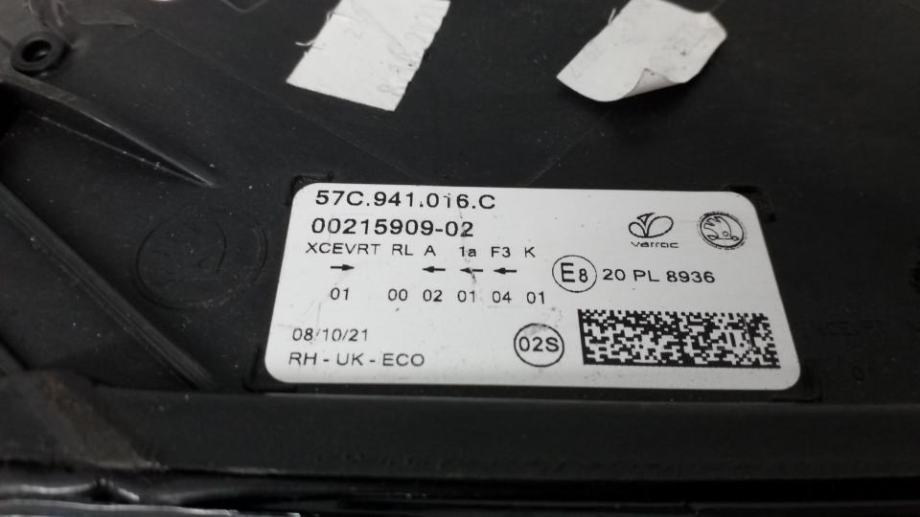 57C.941.016.C
00215909-02
XCEVRT RL A 1a F3 K
→ ← ← ←
01 00 02 01 04 01
08/10/21
RH - UK - ECO
varroc
E8 20 PL 8936
02S